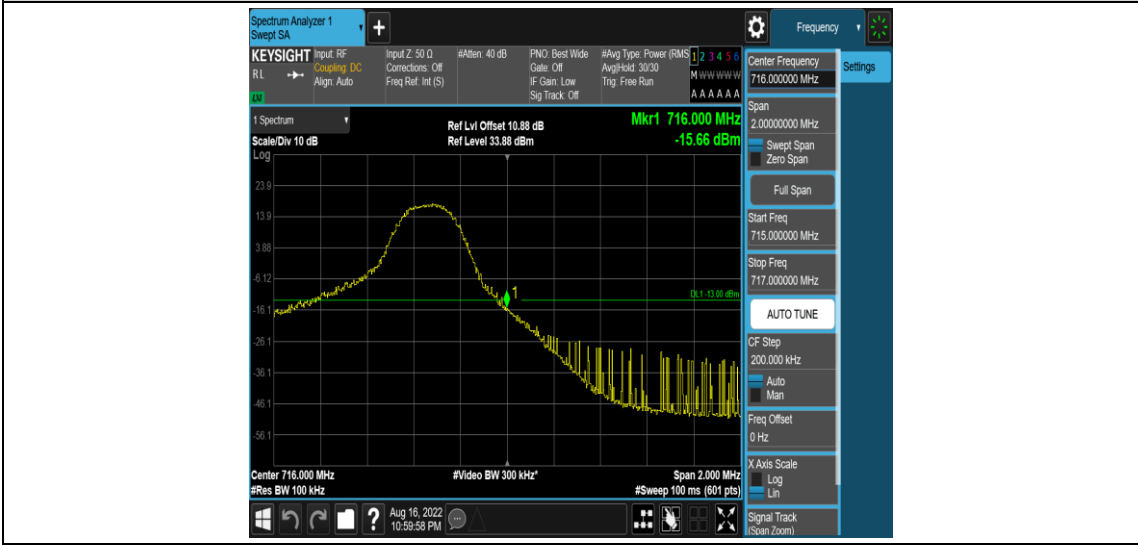 Spectrum Analyzer 1
Swept SA
Frequency
KEYSIGHT
RL
LNI
Input: RF
Coupling: DC
Align: Auto
Input Z: 50 Ω
Corrections: Off
Freq Ref: Int (S)
#Atten: 40 dB
PNO: Best Wide
Gate: Off
IF Gain: Low
Sig Track: Off
#Avg Type: Power (RMS
Avg|Hold: 30/30
Trig: Free Run
1 2 3 4 5 6
M W W W W W
A A A A A A
1 Spectrum
Scale/Div 10 dB
Log
Ref Lvl Offset 10.88 dB
Ref Level 33.88 dBm
Mkr1 716.000 MHz
-15.66 dBm
23.9
13.9
3.88
-6.12
-16.1
-26.1
-36.1
-46.1
-56.1
1
DL1 -13.00 dBm
Center 716.000 MHz
#Res BW 100 kHz
#Video BW 300 kHz*
Span 2.000 MHz
#Sweep 100 ms (601 pts)
Aug 16, 2022
10:59:58 PM
Center Frequency
716.000000 MHz
Settings
Span
2.00000000 MHz
Swept Span
Zero Span
Full Span
Start Freq
715.000000 MHz
Stop Freq
717.000000 MHz
AUTO TUNE
CF Step
200.000 kHz
Auto
Man
Freq Offset
0 Hz
X Axis Scale
Log
Lin
Signal Track
(Span Zoom)